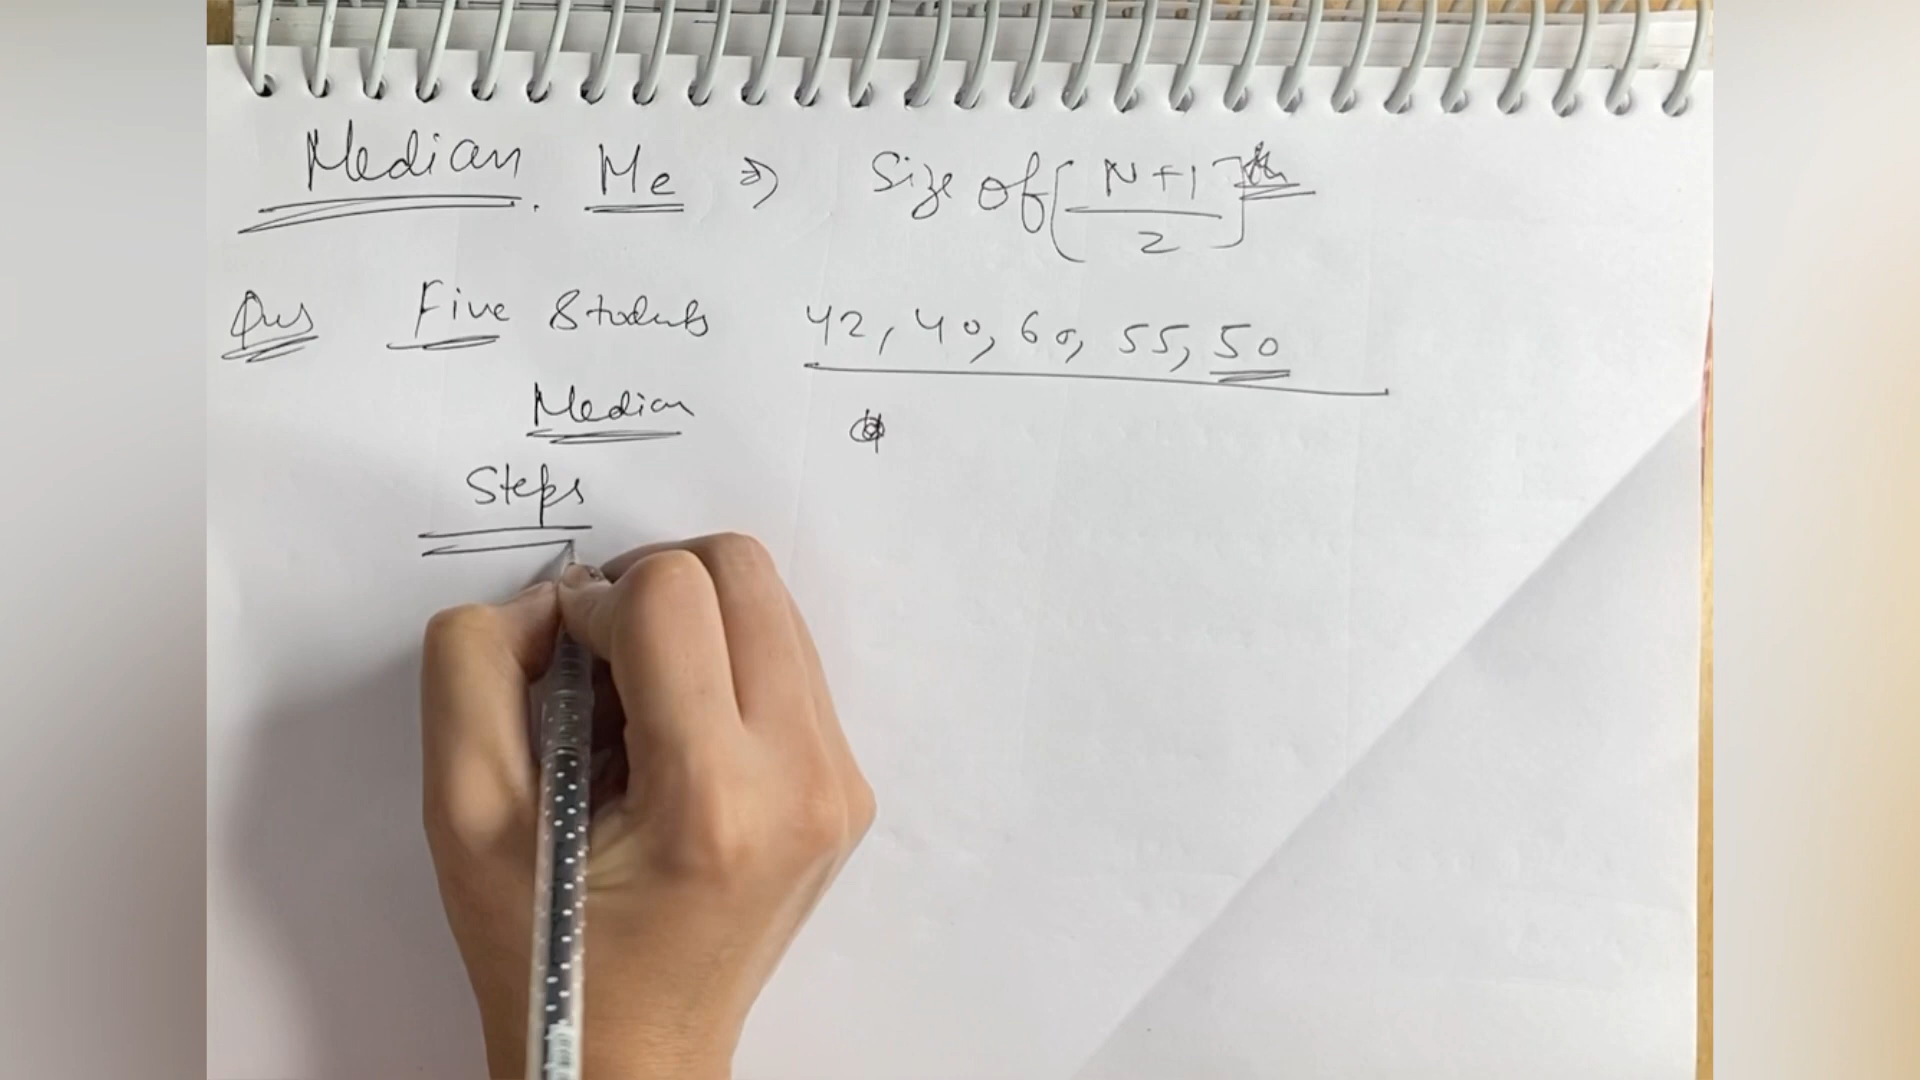 Median. Me ⇒ Size of [N+1/2]th
Qus Five Students 42, 40, 60, 55, 50
Median
Steps